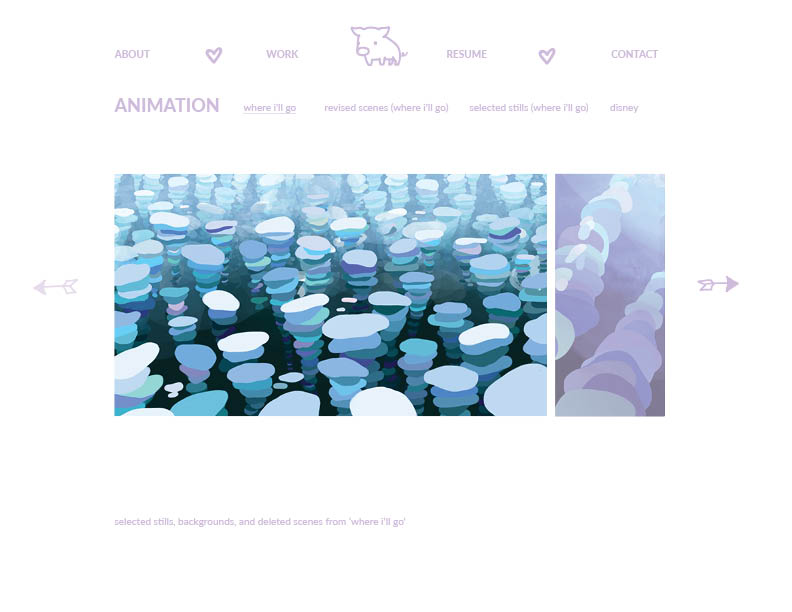 ABOUT WORK RESUME CONTACT
ANIMATION where i'll go revised scenes (where i'll go) selected stills (where i'll go) disney
selected stills, backgrounds, and deleted scenes from 'where i'll go'